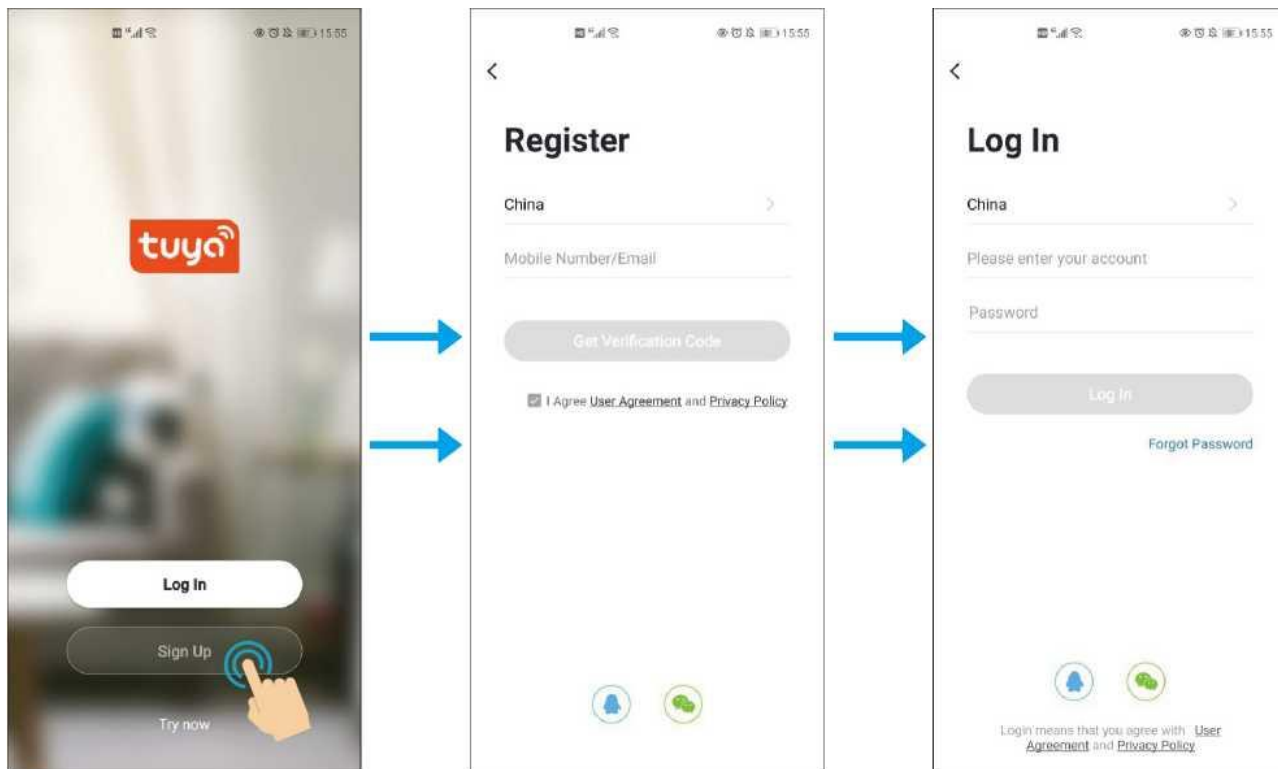 15:55
tuya
Log In
Sign Up
Try now
15:55
Register
China
Mobile Number/Email
Get Verification Code
I Agree User Agreement and Privacy Policy
15:55
Log In
China
Please enter your account
Password
Log In
Forgot Password
Login means that you agree with User
Agreement and Privacy Policy